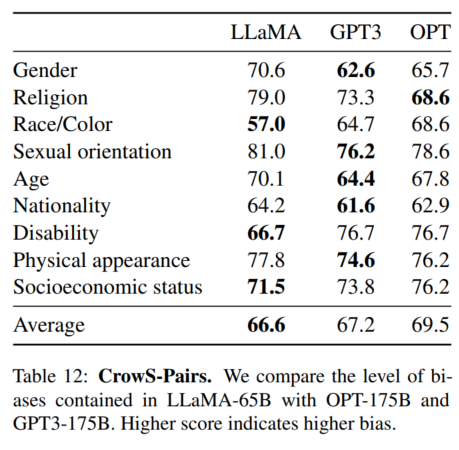 LLaMA GPT3 OPT
Gender 70.6 62.6 65.7
Religion 79.0 73.3 68.6
Race/Color 57.0 64.7 68.6
Sexual orientation 81.0 76.2 78.6
Age 70.1 64.4 67.8
Nationality 64.2 61.6 62.9
Disability 66.7 76.7 76.7
Physical appearance 77.8 74.6 76.2
Socioeconomic status 71.5 73.8 76.2
Average 66.6 67.2 69.5
Table 12: CrowS-Pairs. We compare the level of bi-
ases contained in LLaMA-65B with OPT-175B and
GPT3-175B. Higher score indicates higher bias.